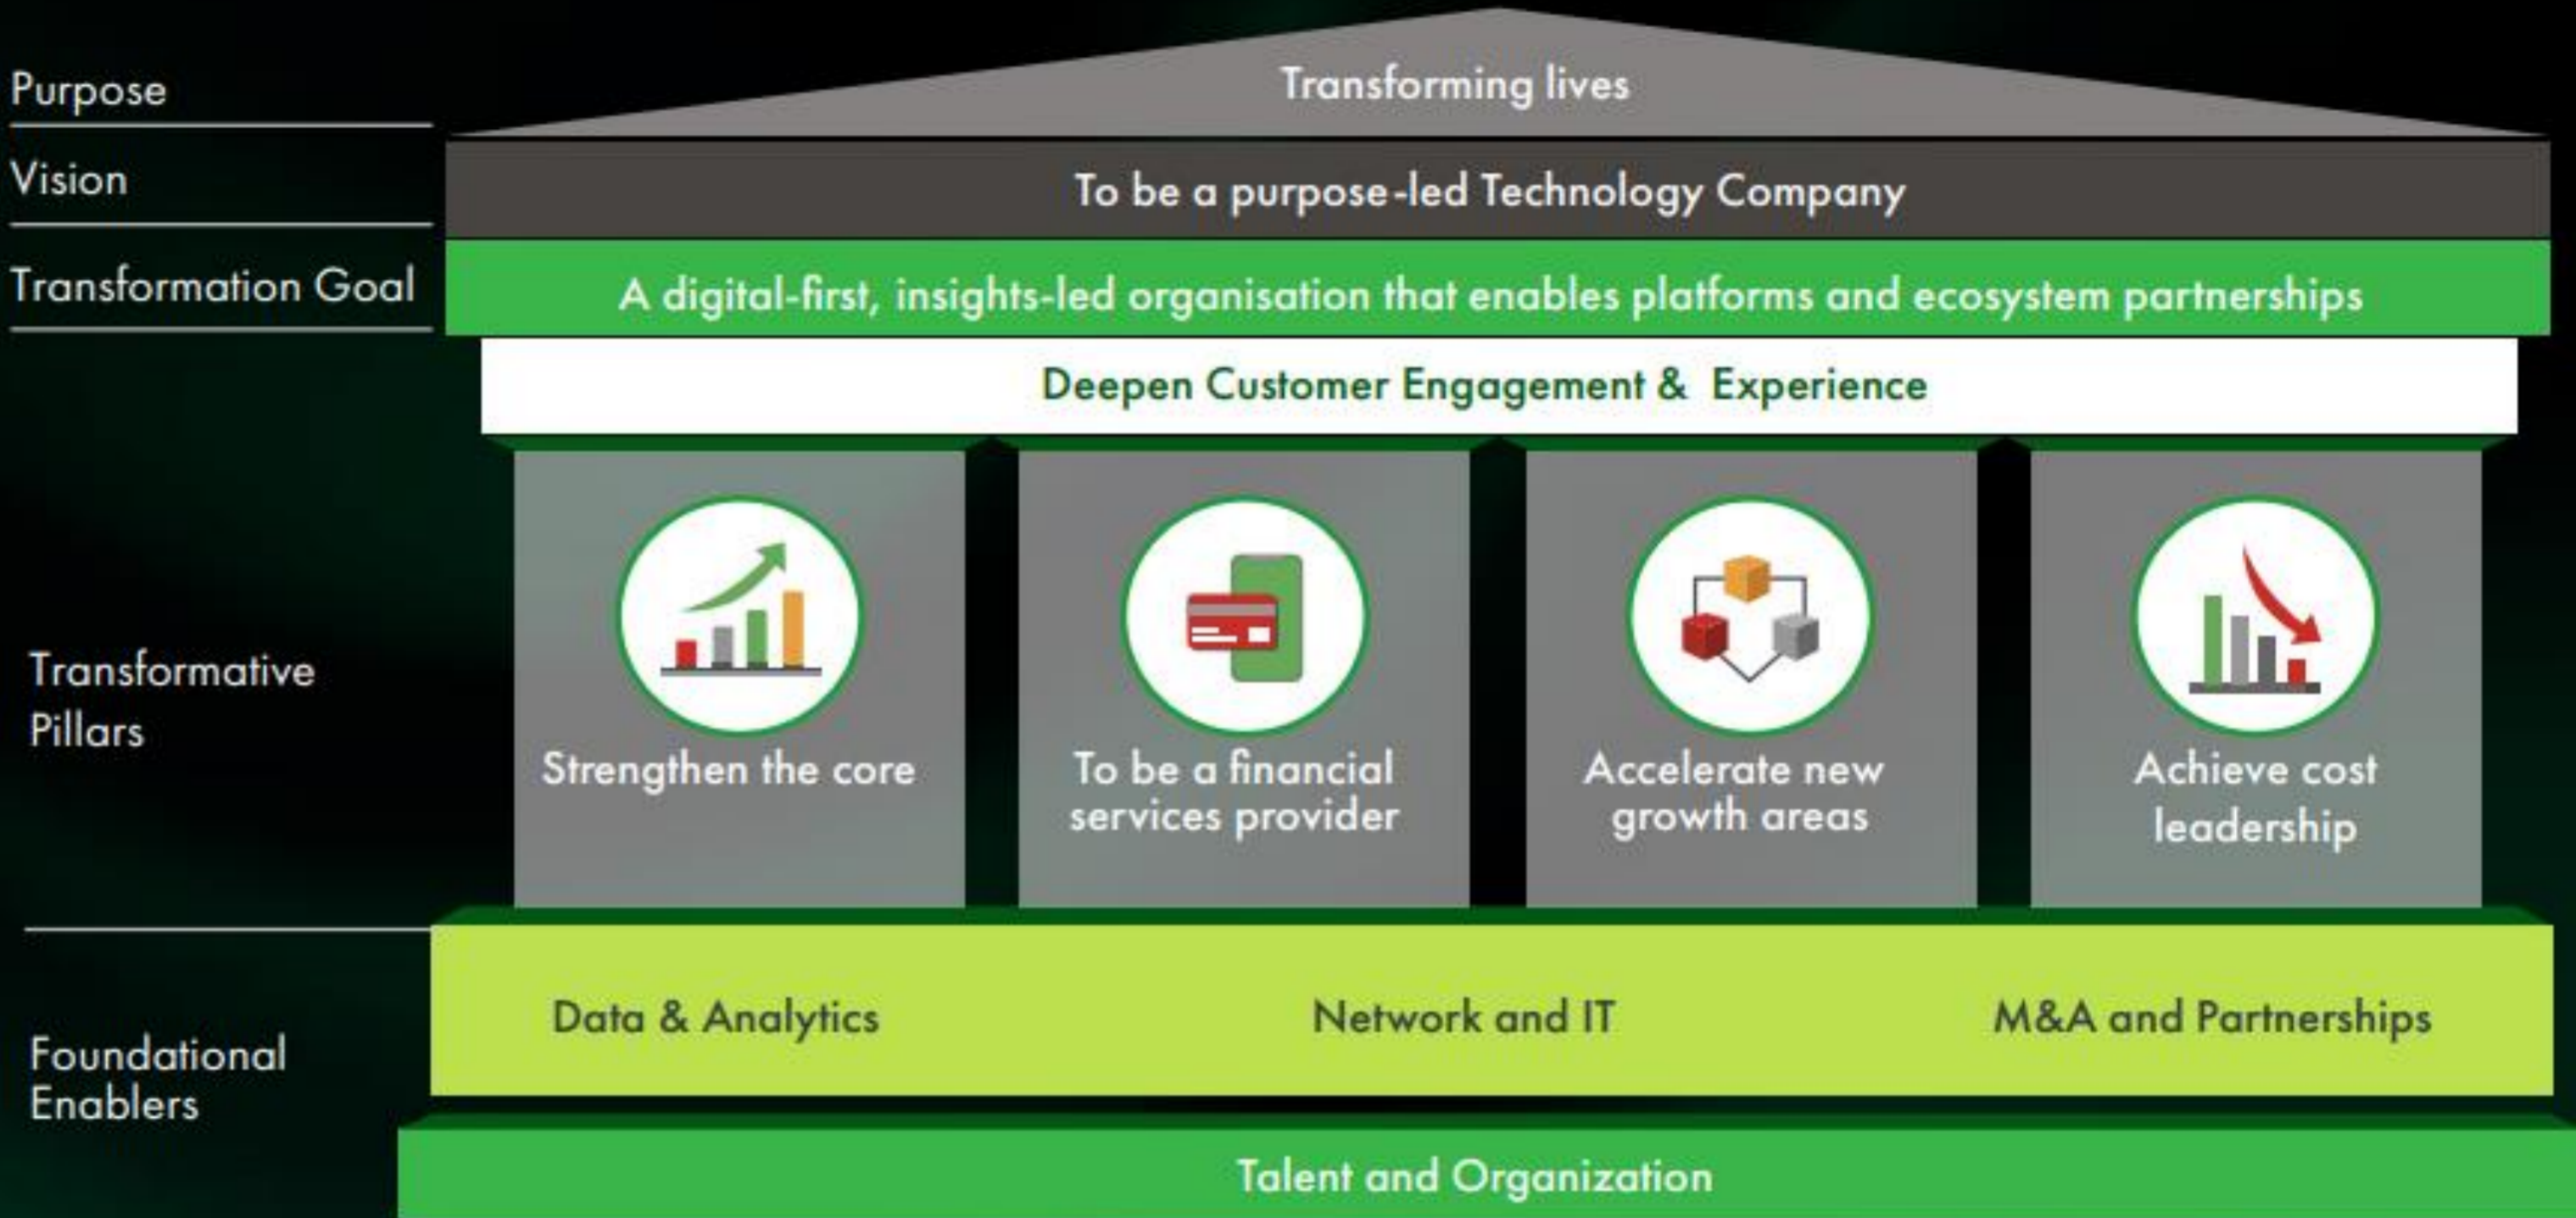 Purpose
Transforming lives
Vision
To be a purpose-led Technology Company
Transformation Goal
A digital-first, insights-led organisation that enables platforms and ecosystem partnerships
Deepen Customer Engagement & Experience
Transformative
Pillars
Strengthen the core
To be a financial
services provider
Accelerate new
growth areas
Achieve cost
leadership
Foundational
Enablers
Data & Analytics
Network and IT
M&A and Partnerships
Talent and Organization